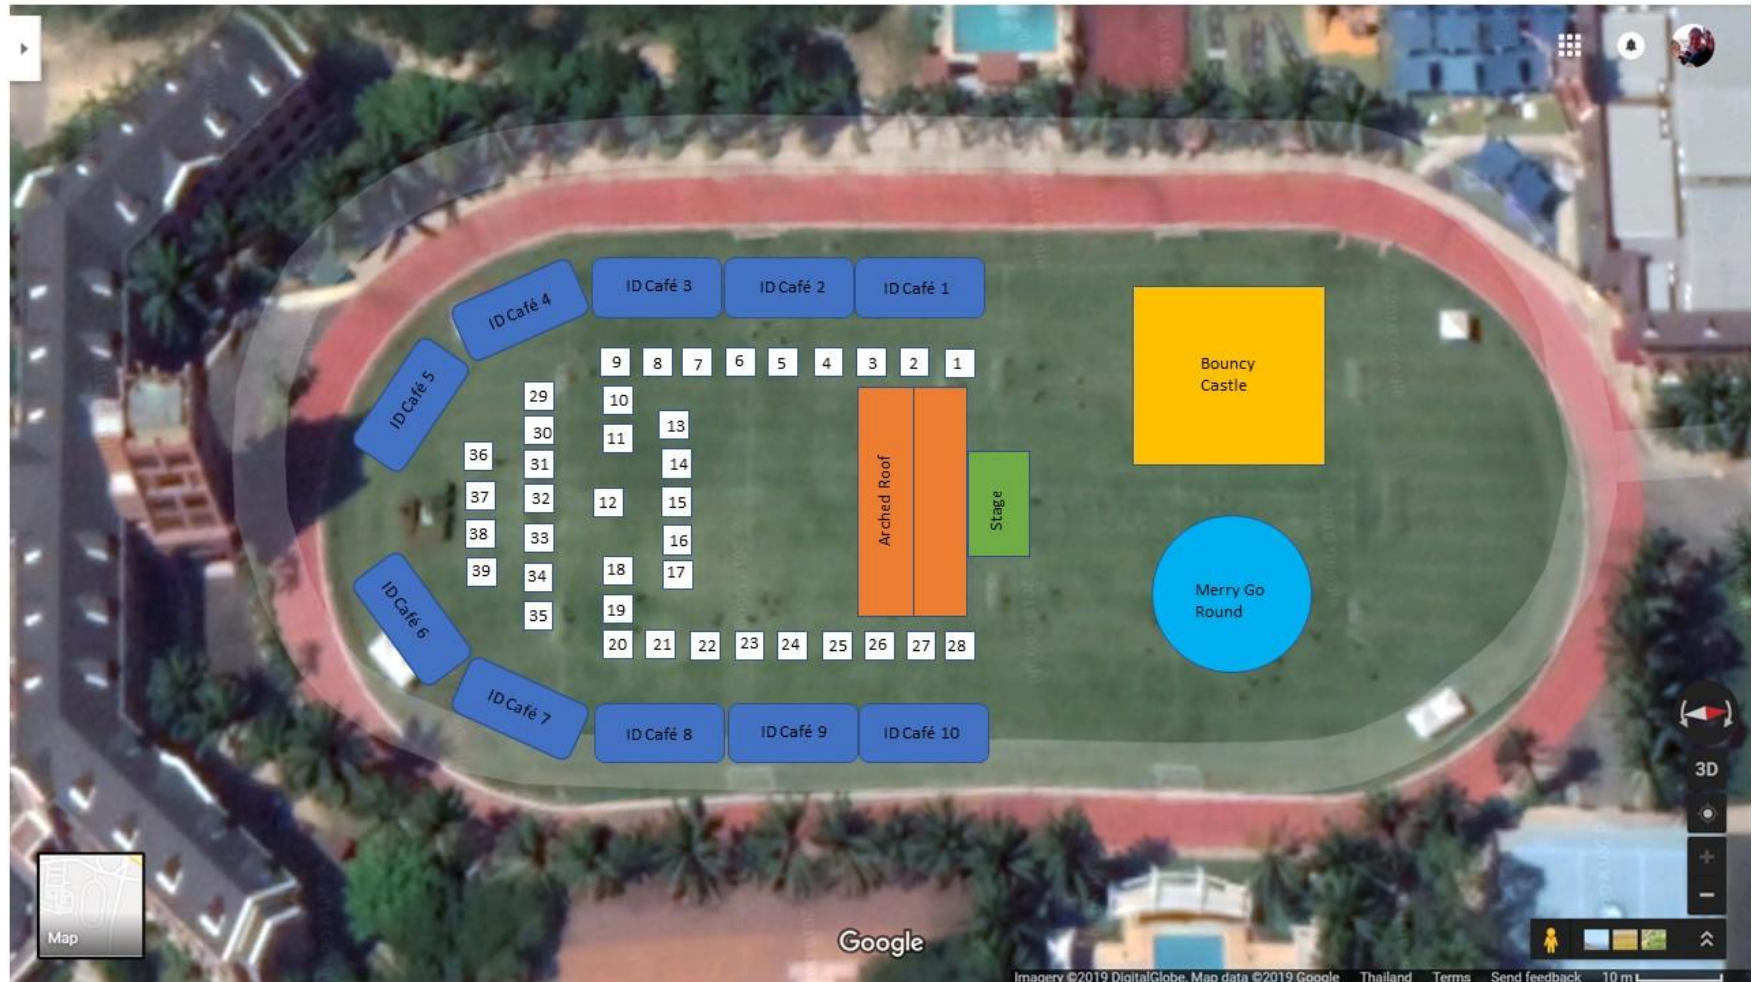 ID Café 4
ID Café 3
ID Café 2
ID Café 1
ID Café 5
9 8 7 6 5 4 3 2 1
29
10
30
11
13
36
31
14
37
32
12
15
38
33
16
39
34
18
17
35
19
20 21 22 23 24 25 26 27 28
Arched Roof
Stage
Bouncy
Castle
Merry Go
Round
ID Café 6
ID Café 7
ID Café 8
ID Café 9
ID Café 10
3D
Map
Google
Imagery ©2019 DigitalGlobe, Map data ©2019 Google Thailand Terms Send feedback 10 m